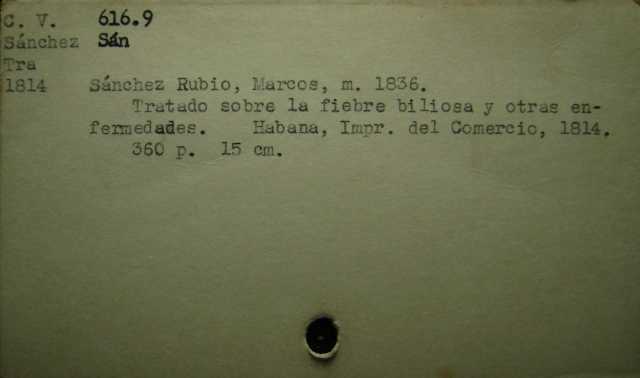 C. V. 616.9
Sánchez Sán
Tra
1814 Sánchez Rubio, Marcos, m. 1836.
Tratado sobre la fiebre biliosa y otras en-
fermedades. Habana, Impr. del Comercio, 1814.
360 p. 15 cm.